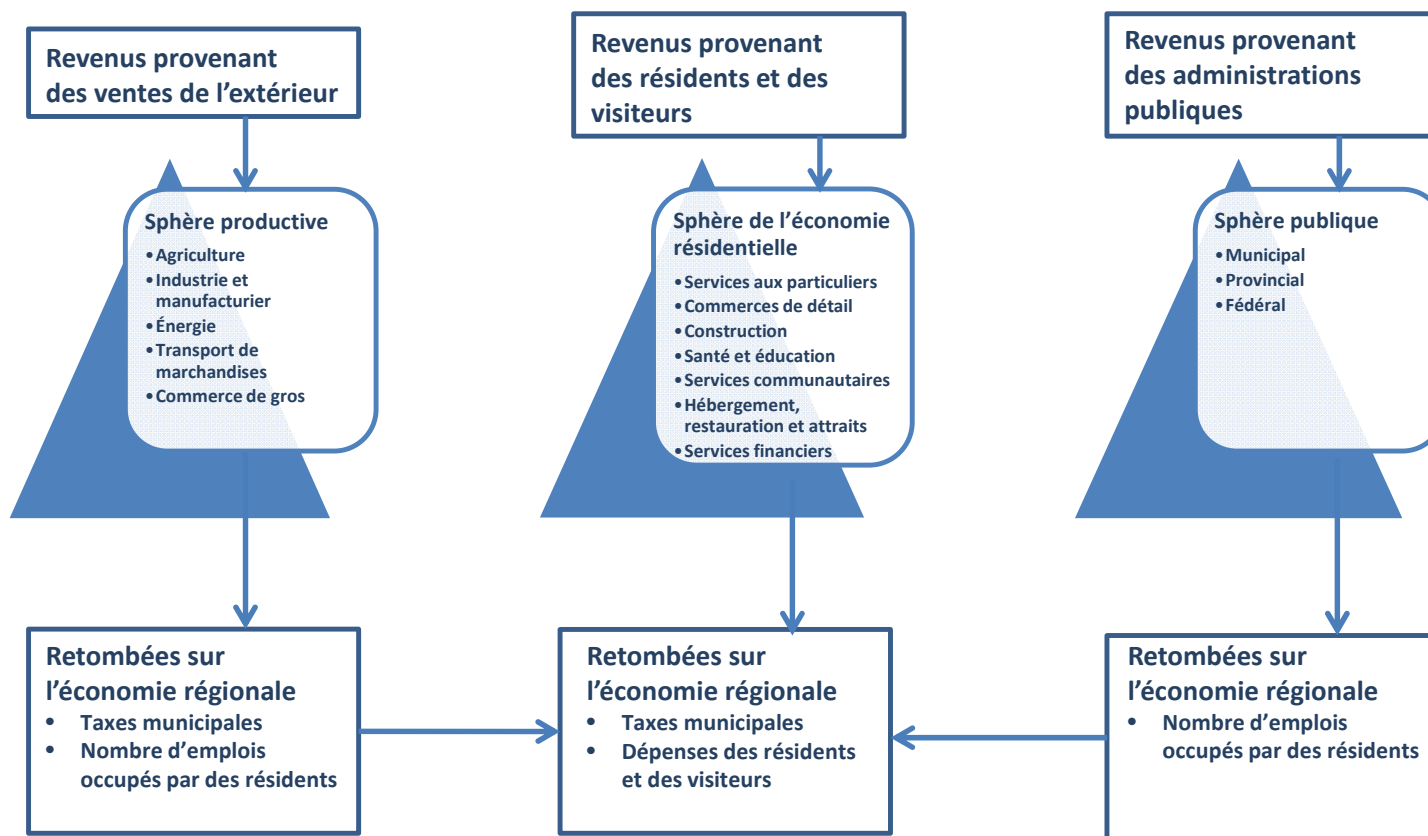 Revenus provenant
des ventes de l’extérieur
Sphère productive
•Agriculture
•Industrie et
manufacturier
•Énergie
•Transport de
marchandises
•Commerce de gros
Retombées sur
l’économie régionale
• Taxes municipales
• Nombre d’emplois
occupés par des résidents
Revenus provenant
des résidents et des
visiteurs
Sphère de l’économie
résidentielle
•Services aux particuliers
•Commerces de détail
•Construction
•Santé et éducation
•Services communautaires
•Hébergement,
restauration et attraits
•Services financiers
Retombées sur
l’économie régionale
• Taxes municipales
• Dépenses des résidents
et des visiteurs
Revenus provenant
des administrations
publiques
Sphère publique
•Municipal
•Provincial
•Fédéral
Retombées sur
l’économie régionale
• Nombre d’emplois
occupés par des résidents